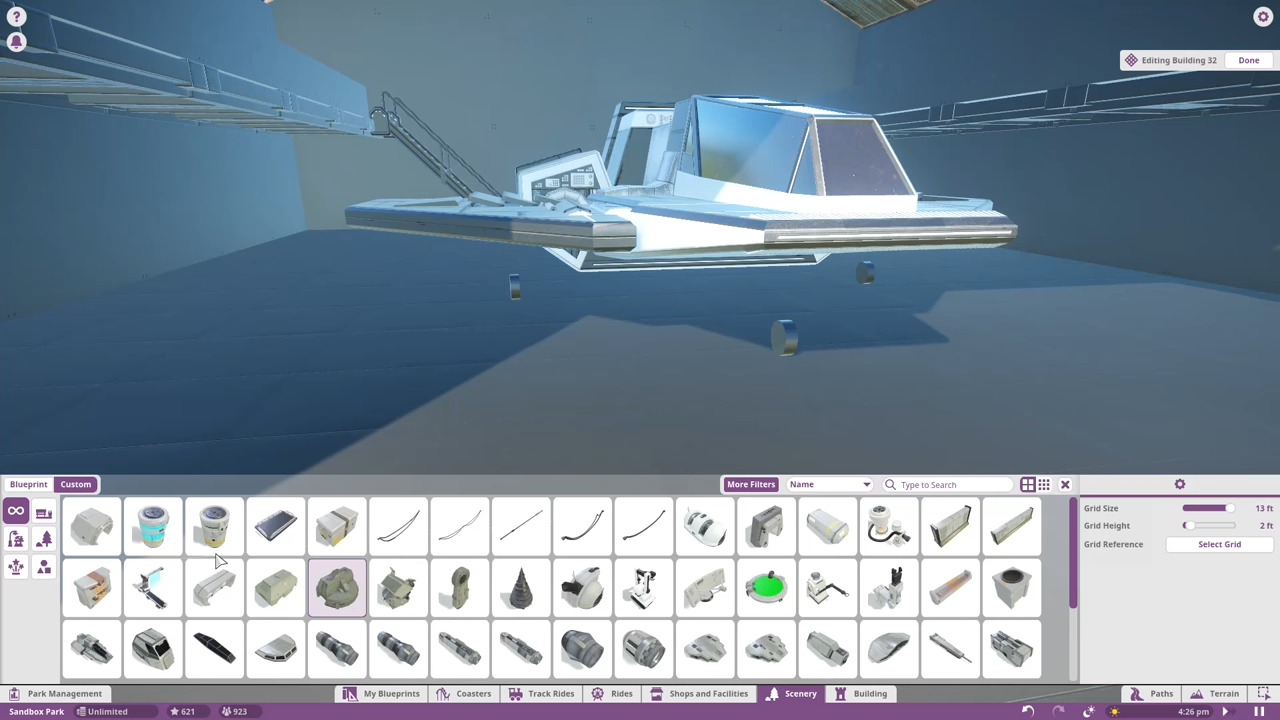 ?
Editing Building 32 Done
Blueprint Custom More Filters Name Type to Search
Grid Size 13 ft
Grid Height 2 ft
Grid Reference Select Grid
Park Management My Blueprints Coasters Track Rides Rides Shops and Facilities Scenery Building Paths Terrain
Sandbox Park Unlimited 621 923 4:26 pm